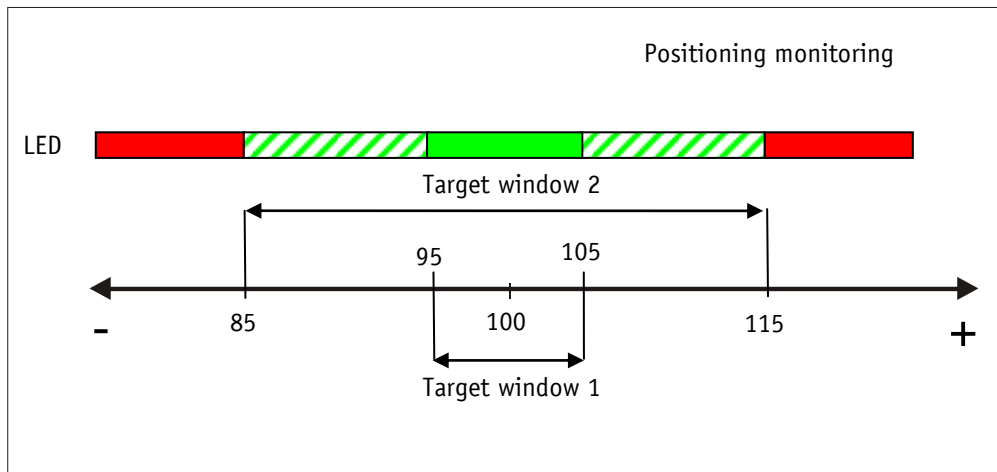 Positioning monitoring
LED
Target window 2
95 105
- 85 100 115 +
Target window 1